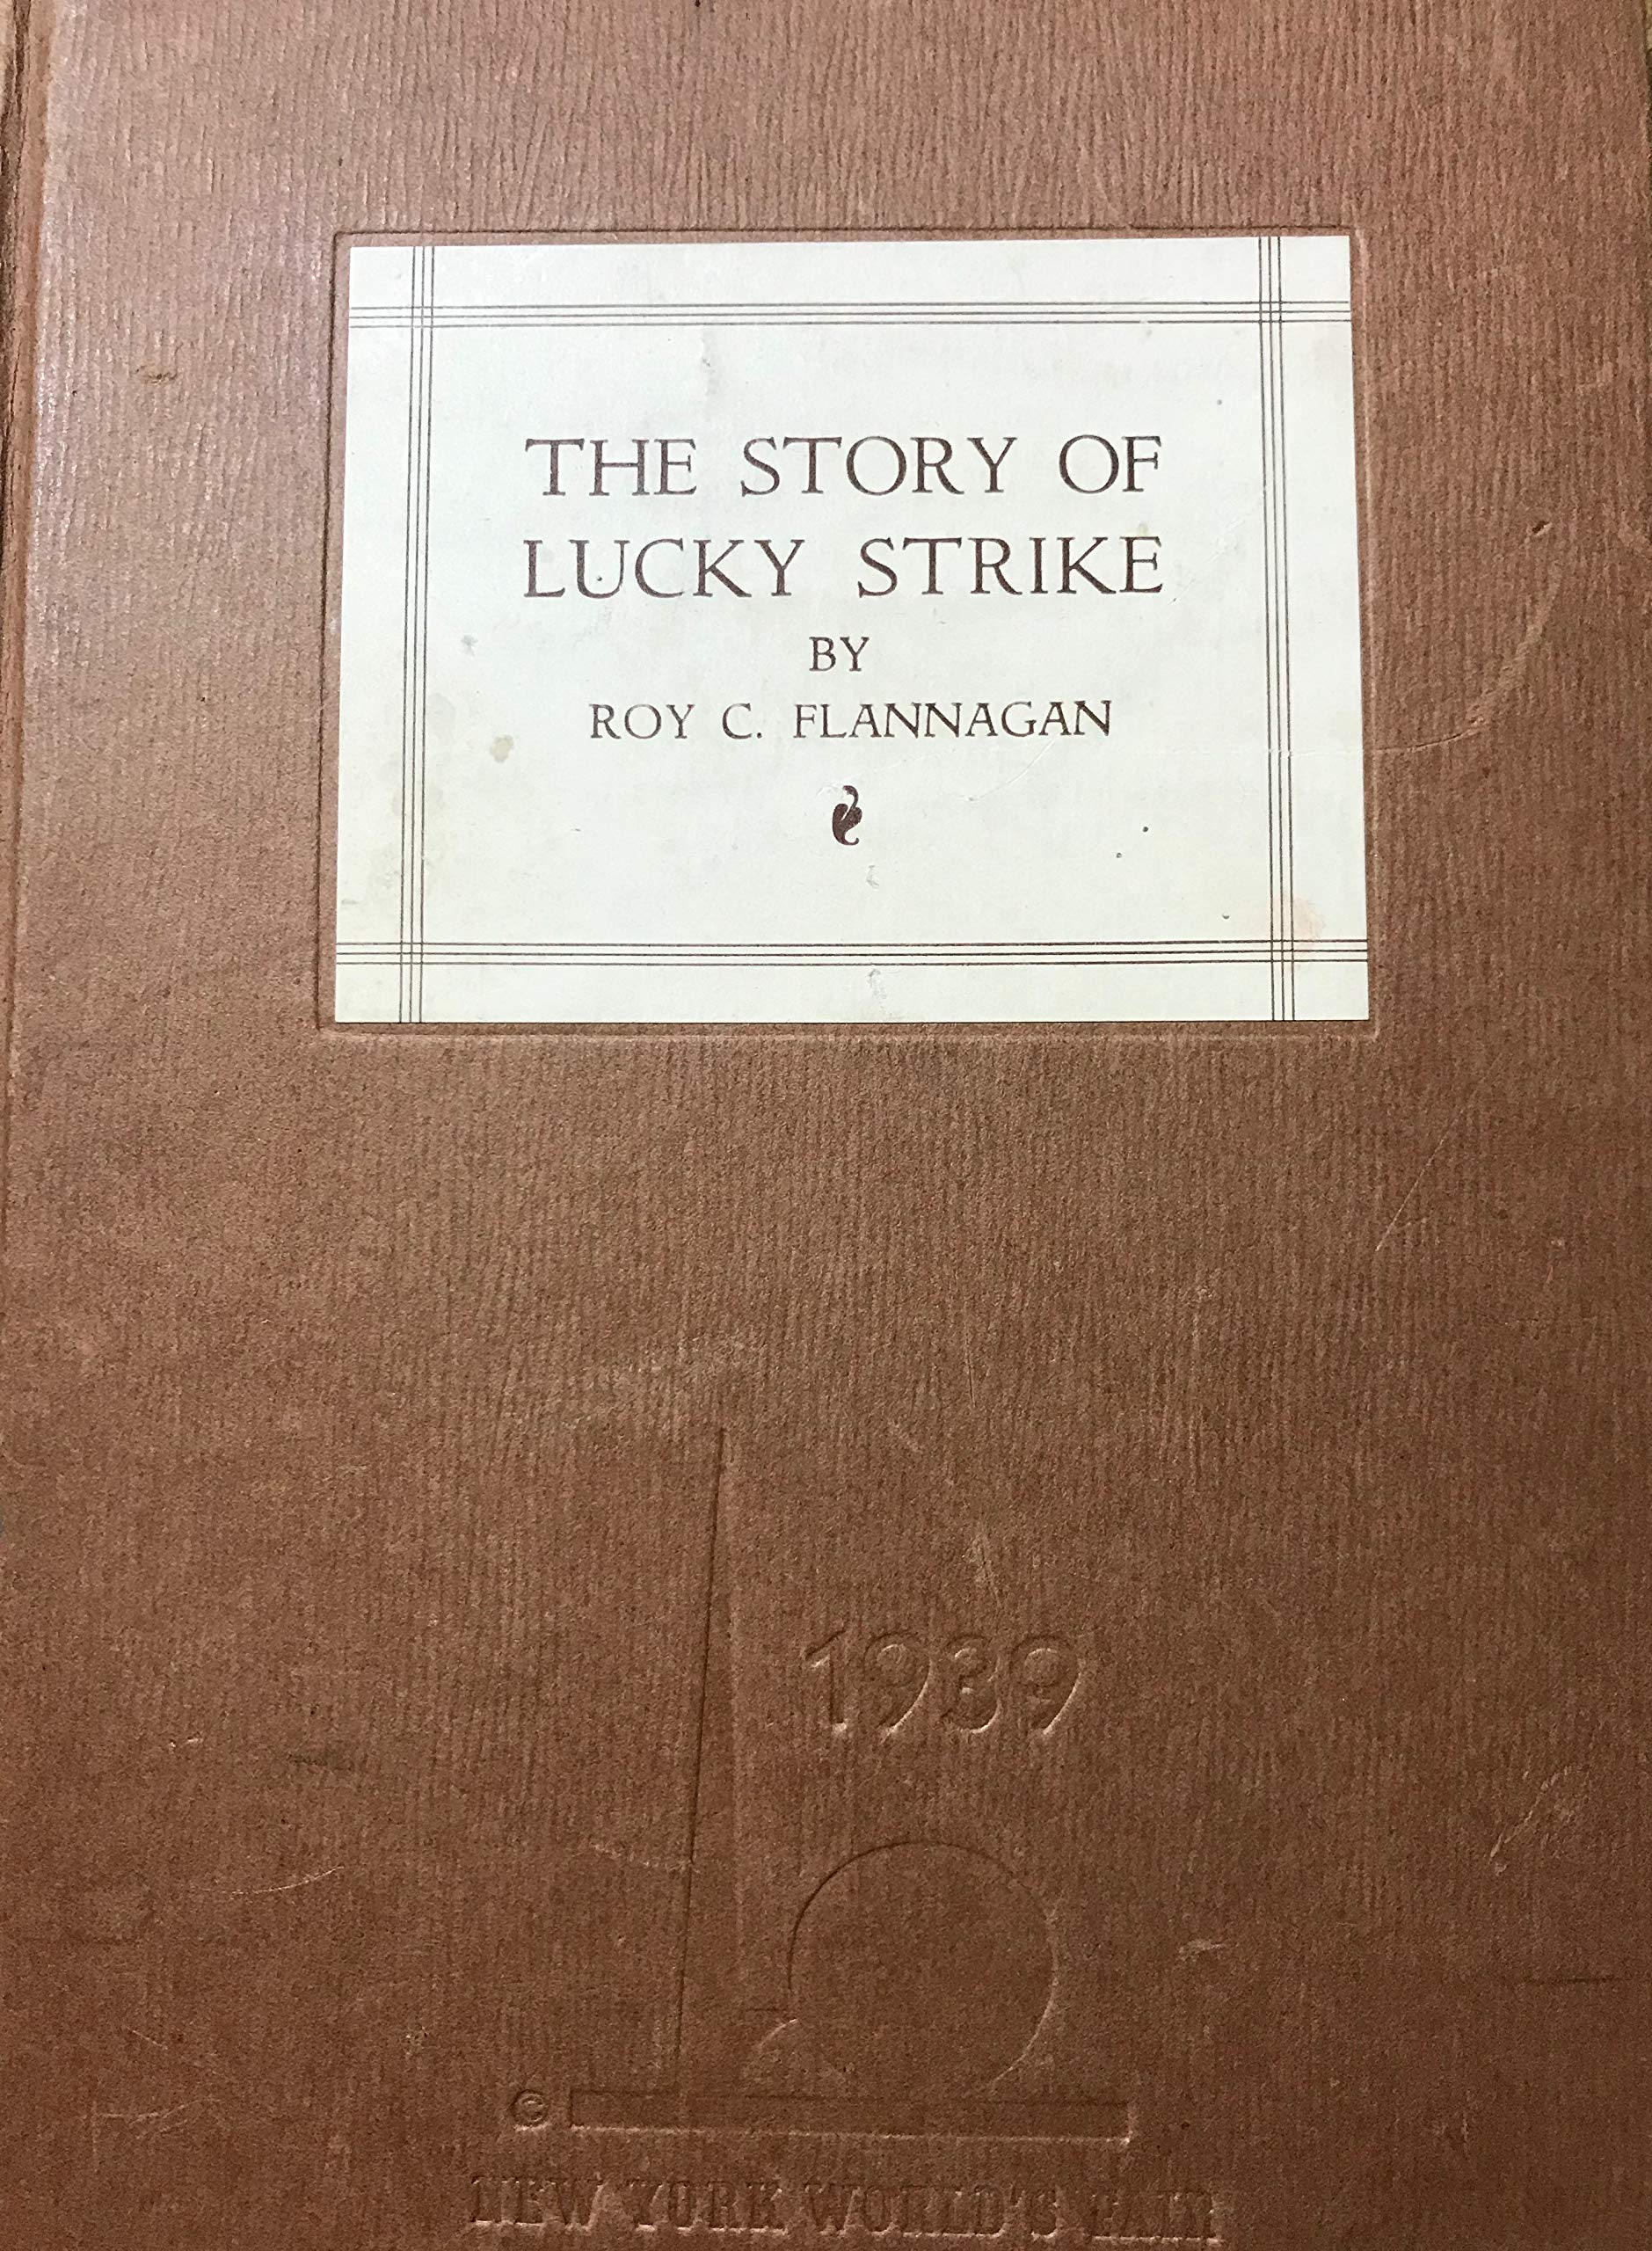 THE STORY OF
LUCKY STRIKE
BY
ROY C. FLANNAGAN
1939
©
NEW YORK WORLD'S FAIR